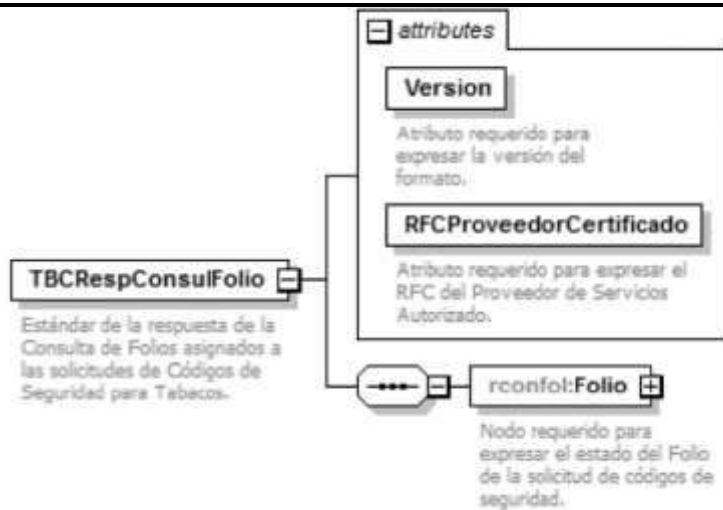 attributes
Version
Atributo requerido para
expresar la versión del
formato.
RFCProveedorCertificado
Atributo requerido para expresar el
RFC del Proveedor de Servicios
Autorizado.
TBCRespConsulFolio
Estándar de la respuesta de la
Consulta de Folios asignados a
las solicitudes de Códigos de
Seguridad para Tabacos.
rconfol:Folio
Nodo requerido para
expresar el estado del Folio
de la solicitud de códigos de
seguridad.